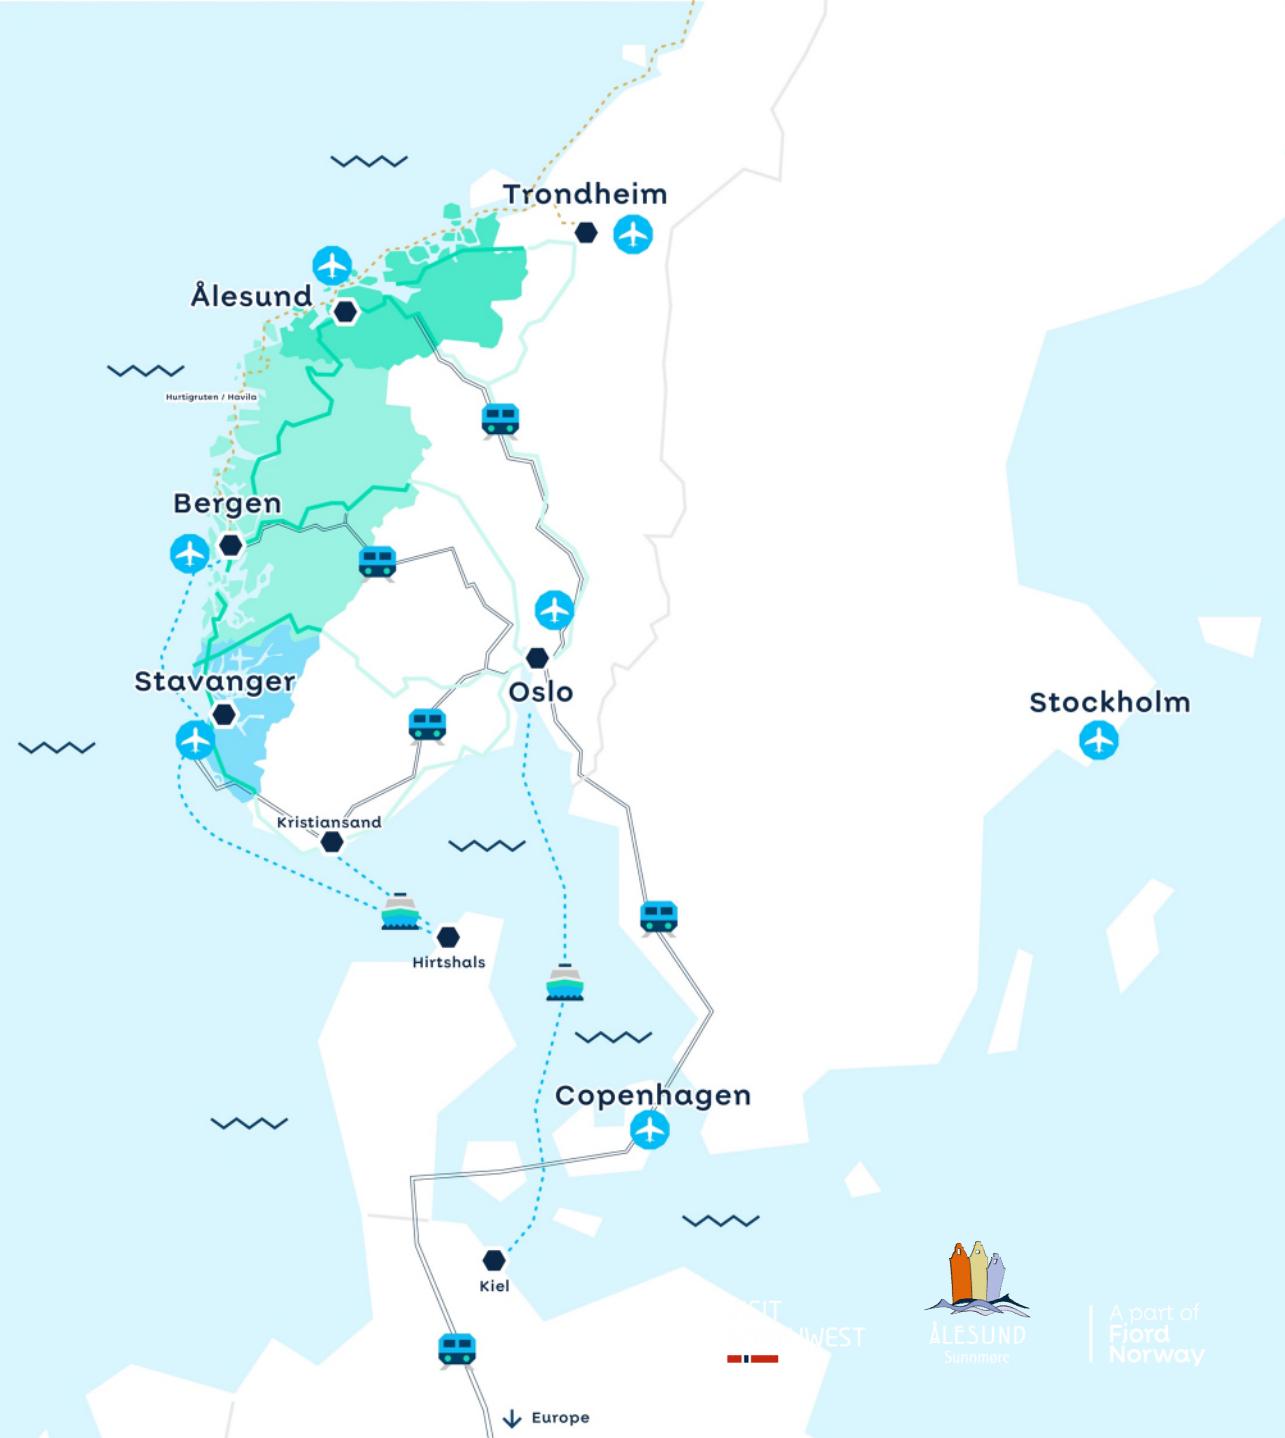 Trondheim
Ålesund
Hurtigruten / Havila
Bergen
Stavanger
Oslo
Stockholm
Kristiansand
Hirtshals
Copenhagen
Kiel
ÅLESUND
Sunnmøre
A part of
Fjord
Norway
Europe